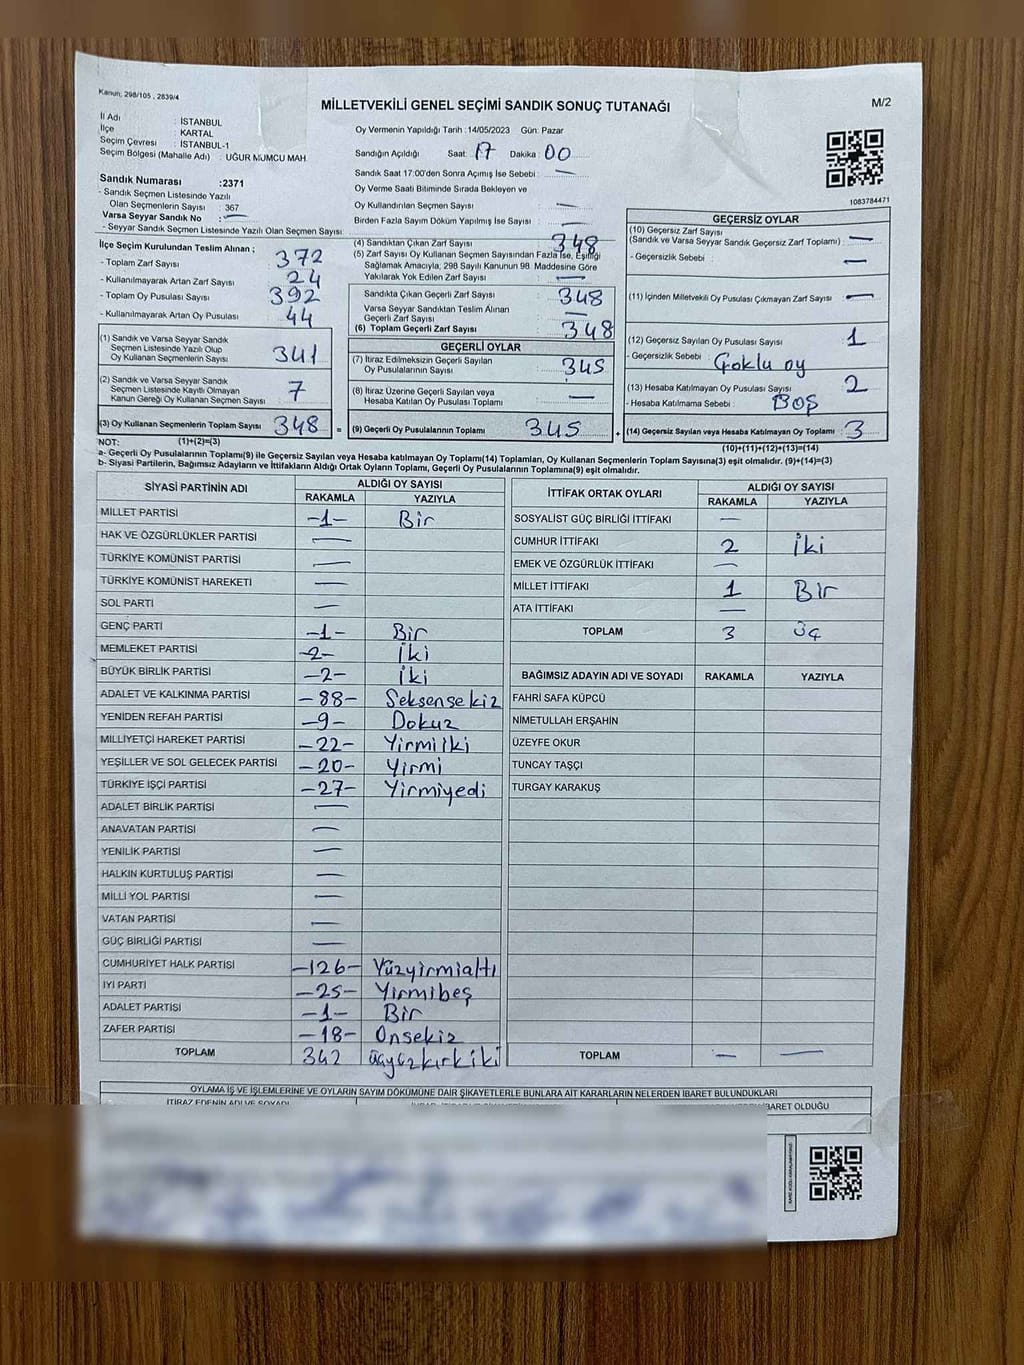 Kanun; 298/105 , 2839/4
MİLLETVEKİLİ GENEL SEÇİMİ SANDIK SONUÇ TUTANAĞI
M/2
İl Adı : İSTANBUL
İlçe : KARTAL
Seçim Çevresi : İSTANBUL-1
Seçim Bölgesi (Mahalle Adı) : UĞUR MUMCU MAH.
Oy Vermenin Yapıldığı Tarih :14/05/2023 Gün: Pazar
Sandığın Açıldığı Saat: 17 Dakika: 00
Sandık Saat 17:00'den Sonra Açımış İse Sebebi : —
Oy Verme Saati Bitiminde Sırada Bekleyen ve
Oy Kullandırılan Seçmen Sayısı : —
Birden Fazla Sayım Döküm Yapılmış İse Sayısı : —
1083784471
Sandık Numarası :2371
- Sandık Seçmen Listesinde Yazılı
Olan Seçmenlerin Sayısı : 367
Varsa Seyyar Sandık No : —
- Seyyar Sandık Seçmen Listesinde Yazılı Olan Seçmen Sayısı:
İlçe Seçim Kurulundan Teslim Alınan ;
- Toplam Zarf Sayısı : 372
- Kullanılmayarak Artan Zarf Sayısı : 24
- Toplam Oy Pusulası Sayısı : 392
- Kullanılmayarak Artan Oy Pusulası : 44
(1) Sandık ve Varsa Seyyar Sandık
Seçmen Listesinde Yazılı Olup
Oy Kullanan Seçmenlerin Sayısı : 341
(2) Sandık ve Varsa Seyyar Sandık
Seçmen Listesinde Kayıtlı Olmayan
Kanun Gereği Oy Kullanan Seçmen Sayısı : 7
(3) Oy Kullanan Seçmenlerin Toplam Sayısı : 348
(4) Sandıktan Çıkan Zarf Sayısı : 348
(5) Zarf Sayısı Oy Kullanan Seçmen Sayısından Fazla İse, Eşitliği
Sağlamak Amacıyla, 298 Sayılı Kanunun 98. Maddesine Göre
Yakılarak Yok Edilen Zarf Sayısı : —
Sandıkta Çıkan Geçerli Zarf Sayısı : 348
Varsa Seyyar Sandıktan Teslim Alınan
Geçerli Zarf Sayısı : —
(6) Toplam Geçerli Zarf Sayısı : 348
GEÇERLİ OYLAR
(7) İtiraz Edilmeksizin Geçerli Sayılan
Oy Pusulalarının Sayısı : 345
(8) İtiraz Üzerine Geçerli Sayılan veya
Hesaba Katılan Oy Pusulası Toplamı : —
= (9) Geçerli Oy Pusulalarının Toplamı : 345 +
GEÇERSİZ OYLAR
(10) Geçersiz Zarf Sayısı
(Sandık ve Varsa Seyyar Sandık Geçersiz Zarf Toplamı) : —
- Geçersizlik Sebebi : —
(11) İçinden Milletvekili Oy Pusulası Çıkmayan Zarf Sayısı : —
(12) Geçersiz Sayılan Oy Pusulası Sayısı : 1
- Geçersizlik Sebebi : Çoklu oy
(13) Hesaba Katılmayan Oy Pusulası Sayısı : 2
- Hesaba Katılmama Sebebi : BOŞ
(14) Geçersiz Sayılan veya Hesaba Katılmayan Oy Toplamı : 3
NOT: (1)+(2)=(3)
(10)+(11)+(12)+(13)=(14)
a- Geçerli Oy Pusulalarının Toplamı(9) ile Geçersiz Sayılan veya Hesaba Katılmayan Oy Toplamı(14) Toplamları, Oy Kullanan Seçmenlerin Toplam Sayısına(3) eşit olmalıdır. (9)+(14)=(3)
b- Siyasi Partilerin, Bağımsız Adayların ve İttifakların Aldığı Ortak Oyların Toplamı, Geçerli Oy Pusulalarının Toplamına(9) eşit olmalıdır.
SİYASİ PARTİNİN ADI ALDIĞI OY SAYISI
RAKAMLA YAZIYLA
MİLLET PARTİSİ -1- Bir
HAK VE ÖZGÜRLÜKLER PARTİSİ —
TÜRKİYE KOMÜNİST PARTİSİ —
TÜRKİYE KOMÜNİST HAREKETİ —
SOL PARTİ —
GENÇ PARTİ -1- Bir
MEMLEKET PARTİSİ -2- İki
BÜYÜK BİRLİK PARTİSİ -2- İki
ADALET VE KALKINMA PARTİSİ -88- Seksensekiz
YENİDEN REFAH PARTİSİ -9- Dokuz
MİLLİYETÇİ HAREKET PARTİSİ -22- Yirmiiki
YEŞİLLER VE SOL GELECEK PARTİSİ -20- Yirmi
TÜRKİYE İŞÇİ PARTİSİ -27- Yirmiyedi
ADALET BİRLİK PARTİSİ —
ANAVATAN PARTİSİ —
YENİLİK PARTİSİ —
HALKIN KURTULUŞ PARTİSİ —
MİLLİ YOL PARTİSİ —
VATAN PARTİSİ —
GÜÇ BİRLİĞİ PARTİSİ —
CUMHURİYET HALK PARTİSİ -126- Yüzyirmialtı
İYİ PARTİ -25- Yirmibeş
ADALET PARTİSİ -1- Bir
ZAFER PARTİSİ -18- Onsekiz
TOPLAM 342 üçyüzkırkiki
İTTİFAK ORTAK OYLARI ALDIĞI OY SAYISI
RAKAMLA YAZIYLA
SOSYALİST GÜÇ BİRLİĞİ İTTİFAKI —
CUMHUR İTTİFAKI 2 İki
EMEK VE ÖZGÜRLÜK İTTİFAKI —
MİLLET İTTİFAKI 1 Bir
ATA İTTİFAKI —
TOPLAM 3 üç
BAĞIMSIZ ADAYIN ADI VE SOYADI RAKAMLA YAZIYLA
FAHRİ SAFA KÜPCÜ
NİMETULLAH ERŞAHİN
ÜZEYFE OKUR
TUNCAY TAŞÇI
TURGAY KARAKUŞ
TOPLAM — —
OYLAMA İŞ VE İŞLEMLERİNE VE OYLARIN SAYIM DÖKÜMÜNE DAİR ŞİKAYETLERLE BUNLARA AİT KARARLARIN NELERDEN İBARET BULUNDUKLARI
İTİRAZ EDENİN ADI VE SOYADI İBARET OLDUĞU